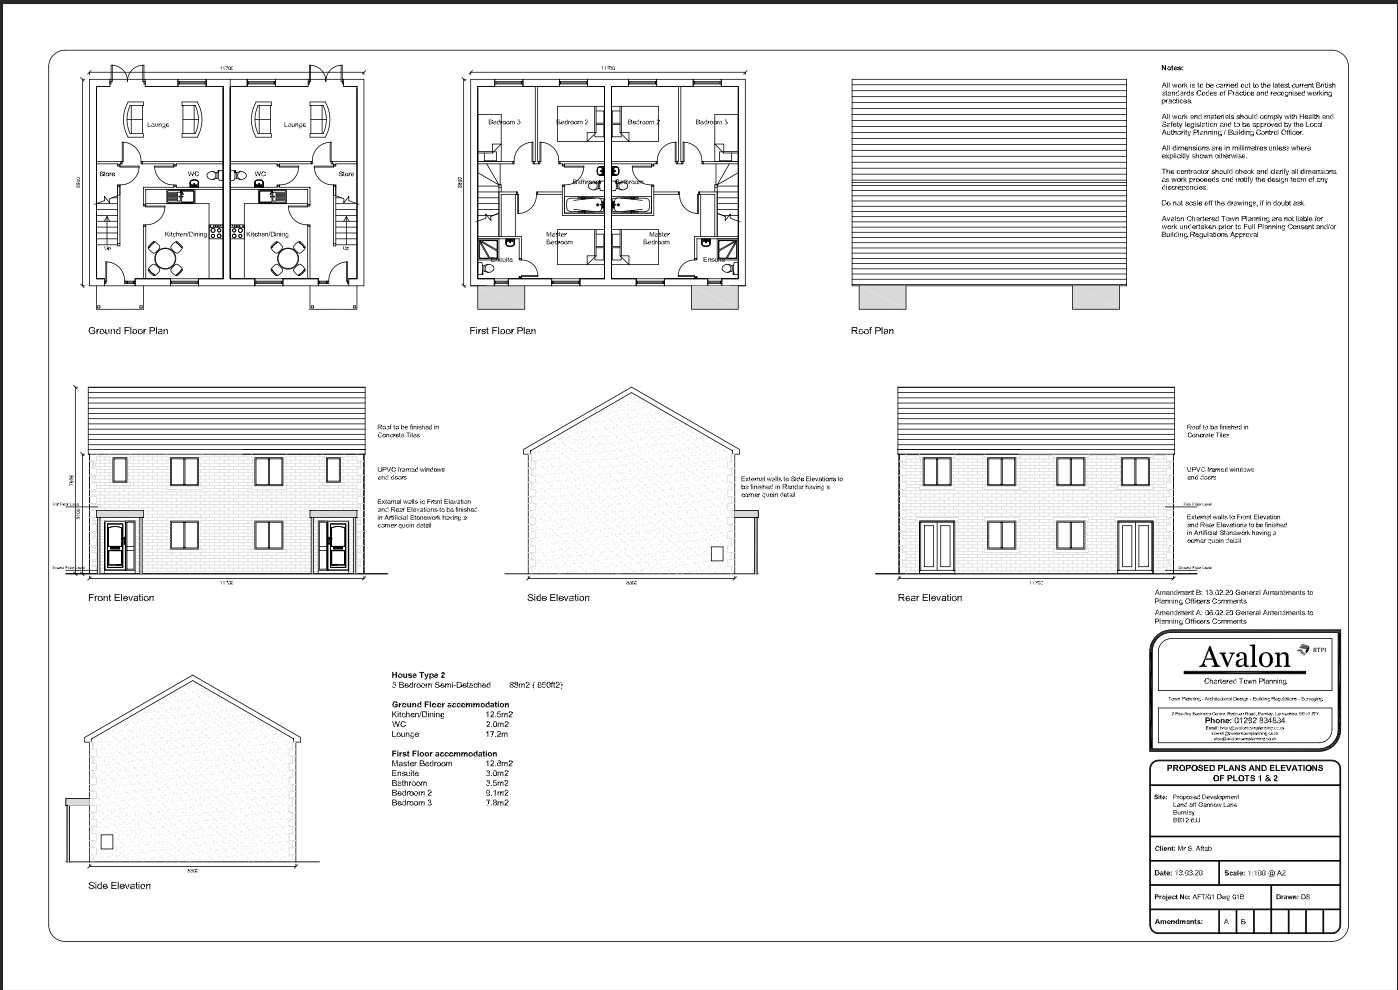 11700
8800
Lounge
Lounge
Store
WC
WC
Store
Kitchen/Dining
Kitchen/Dining
Up
Up
Ground Floor Plan
11700
8800
Bedroom 3
Bedroom 2
Bedroom 2
Bedroom 3
Bathroom
Bathroom
Master
Bedroom
Master
Bedroom
Ensuite
Ensuite
First Floor Plan
Roof Plan
Notes:
All work is to be carried out to the latest current British
standards Codes of Practice and recognised working
practices.
All work and materials should comply with Health and
Safety legislation and to be approved by the Local
Authority Planning / Building Control Officer.
All dimensions are in millimetres unless where
explicitly shown otherwise.
The contractor should check and clarify all dimensions
as work proceeds and notify the design team of any
discrepencies.
Do not scale off the drawings, if in doubt ask.
Avalon Chartered Town Planning are not liable for
work undertaken prior to Full Planning Consent and/or
Building Regulations Approval
First Floor Level
Ground Floor Level
Roof to be finished in
Concrete Tiles
UPVC framed windows
and doors
External walls to Front Elevation
and Rear Elevations to be finished
in Artificial Stonework having a
corner quoin detail
11700
Front Elevation
External walls to Side Elevations to
be finished in Render having a
corner quoin detail
8800
Side Elevation
Roof to be finished in
Concrete Tiles
UPVC framed windows
and doors
First Floor Level
External walls to Front Elevation
and Rear Elevations to be finished
in Artificial Stonework having a
corner quoin detail
Ground Floor Level
11700
Rear Elevation
Amendment B: 13.02.20 General Amendments to
Planning Officers Comments
Amendment A: 06.02.20 General Amendments to
Planning Officers Comments
Avalon
RTPI
Chartered Town Planning
Town Planning - Architectural Design - Building Regulations - Surveying
Phone: 01282 834834
8800
Side Elevation
House Type 2
3 Bedroom Semi-Detached 88m2 ( 950ft2)
Ground Floor accommodation
Kitchen/Dining 12.5m2
WC 2.0m2
Lounge 17.2m
First Floor accommodation
Master Bedroom 12.8m2
Ensuite 3.0m2
Bathroom 3.5m2
Bedroom 2 9.1m2
Bedroom 3 7.8m2
PROPOSED PLANS AND ELEVATIONS
OF PLOTS 1 & 2
Site: Proposed Development
Land off Gannow Lane
Burnley
BB12 6JJ
Client: Mr S. Aftab
Date: 13.03.20 Scale: 1:100 @ A2
Project No: AFT/01 Dwg 01B Drawn: DS
Amendments: A B